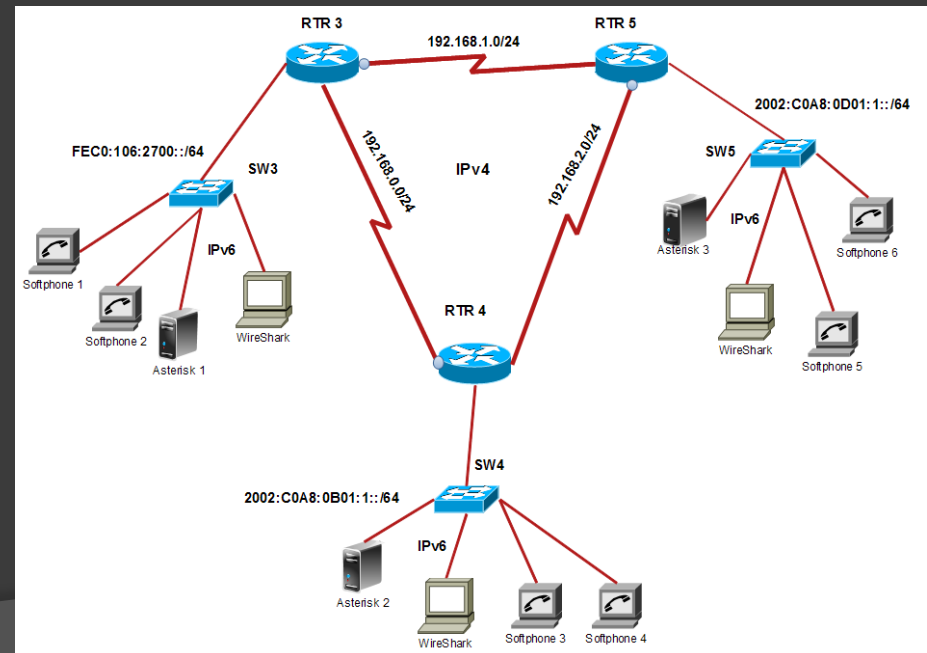 RTR 3
RTR 5
192.168.1.0/24
2002:C0A8:0D01:1::/64
FEC0:106:2700::/64
SW3
192.168.0.0/24
IPv4
192.168.2.0/24
SW5
IPv6
IPv6
Asterisk 3
Softphone 6
Softphone 1
Softphone 2
WireShark
Asterisk 1
WireShark
Softphone 5
RTR 4
SW4
2002:C0A8:0B01:1::/64
IPv6
Asterisk 2
WireShark
Softphone 3
Softphone 4